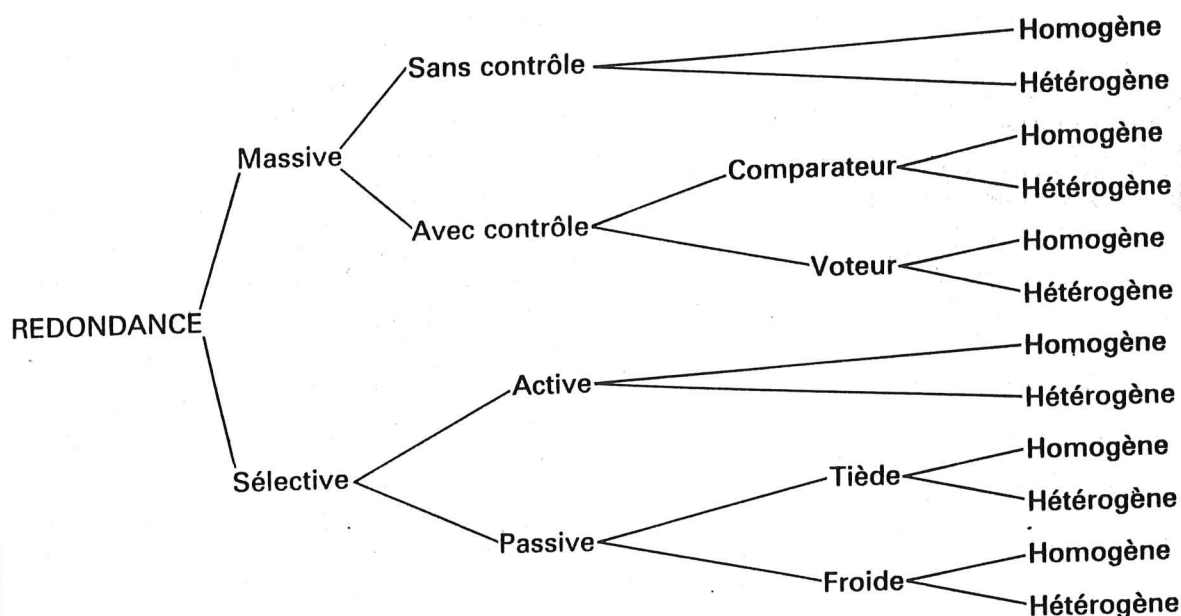 Homogène
Sans contrôle
Hétérogène
Homogène
Massive
Comparateur
Hétérogène
Avec contrôle
Homogène
Voteur
Hétérogène
REDONDANCE
Homogène
Active
Hétérogène
Homogène
Sélective
Tiède
Hétérogène
Passive
Homogène
Froide
Hétérogène